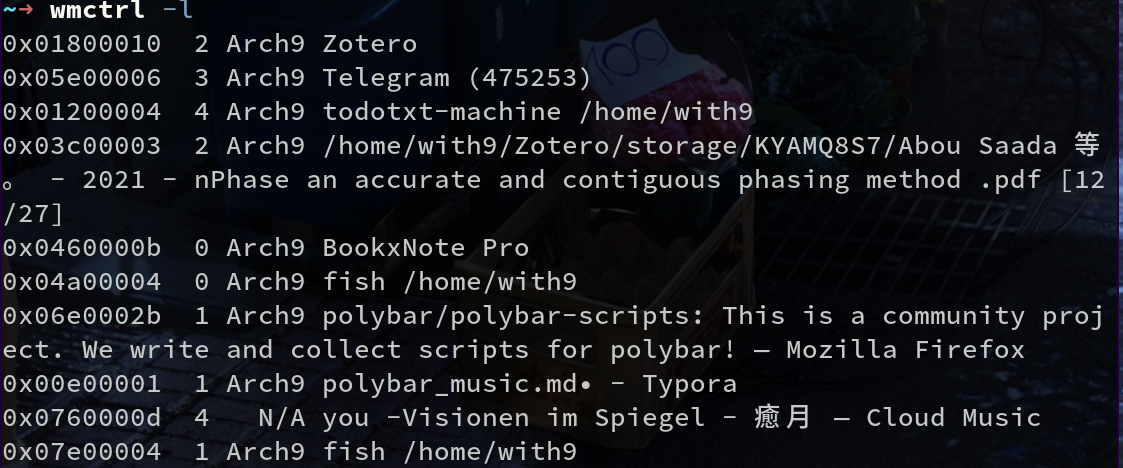 ~→ wmctrl -l
0x01800010  2 Arch9 Zotero
0x05e00006  3 Arch9 Telegram (475253)
0x01200004  4 Arch9 todotxt-machine /home/with9
0x03c00003  2 Arch9 /home/with9/Zotero/storage/KYAMQ8S7/Abou Saada 等
。 - 2021 - nPhase an accurate and contiguous phasing method .pdf [12
/27]
0x0460000b  0 Arch9 BookxNote Pro
0x04a00004  0 Arch9 fish /home/with9
0x06e0002b  1 Arch9 polybar/polybar-scripts: This is a community proj
ect. We write and collect scripts for polybar! — Mozilla Firefox
0x00e00001  1 Arch9 polybar_music.md• - Typora
0x0760000d  4   N/A you -Visionen im Spiegel - 癒月 — Cloud Music
0x07e00004  1 Arch9 fish /home/with9
100